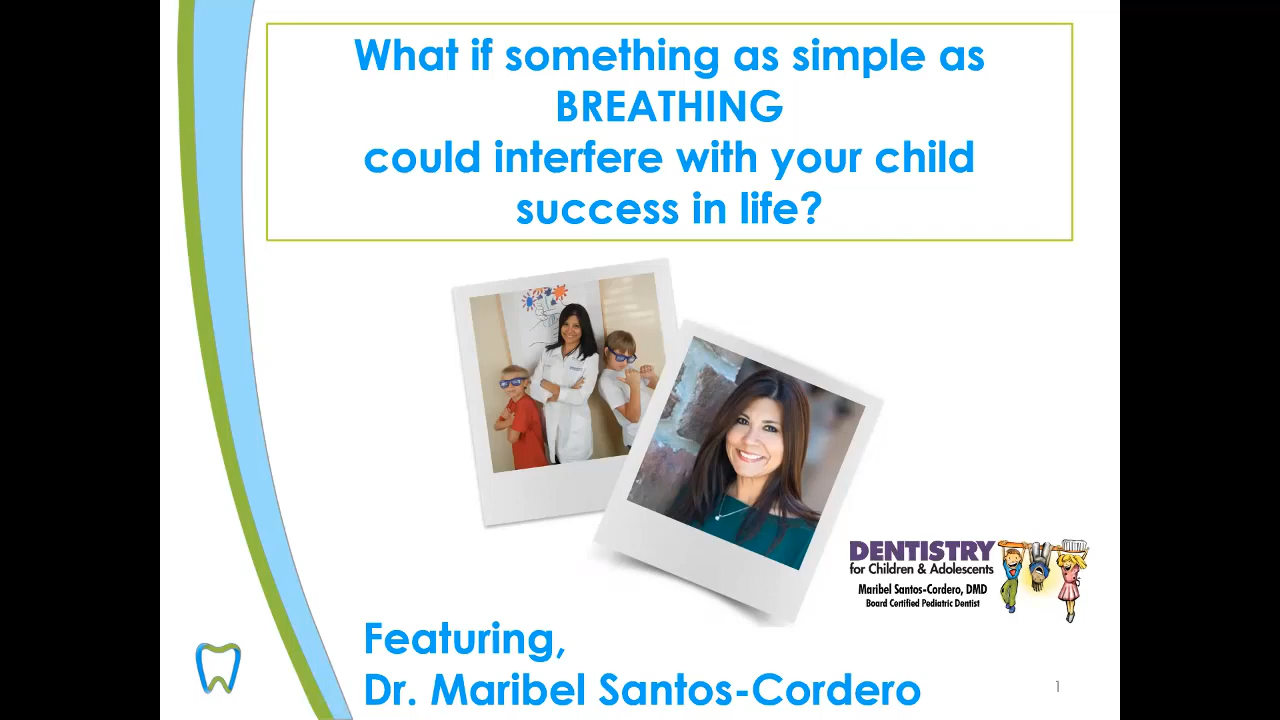 What if something as simple as
BREATHING
could interfere with your child
success in life?
DENTISTRY
for Children & Adolescents
Maribel Santos-Cordero, DMD
Board Certified Pediatric Dentist
Featuring,
Dr. Maribel Santos-Cordero
1